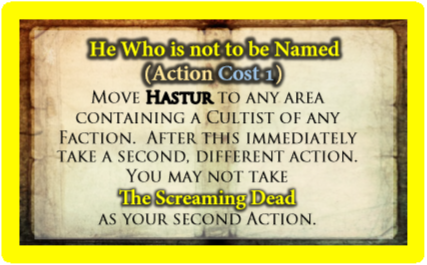 He Who is not to be Named
(Action Cost 1)
Move Hastur to any area
containing a Cultist of any
Faction. After this immediately
take a second, different action.
You may not take
The Screaming Dead
as your second Action.